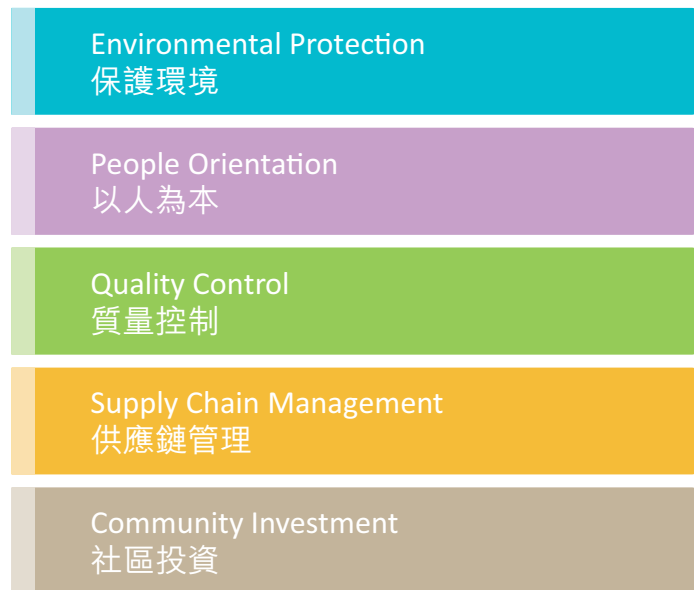 Environmental Protection
保護環境
People Orientation
以人為本
Quality Control
質量控制
Supply Chain Management
供應鏈管理
Community Investment
社區投資